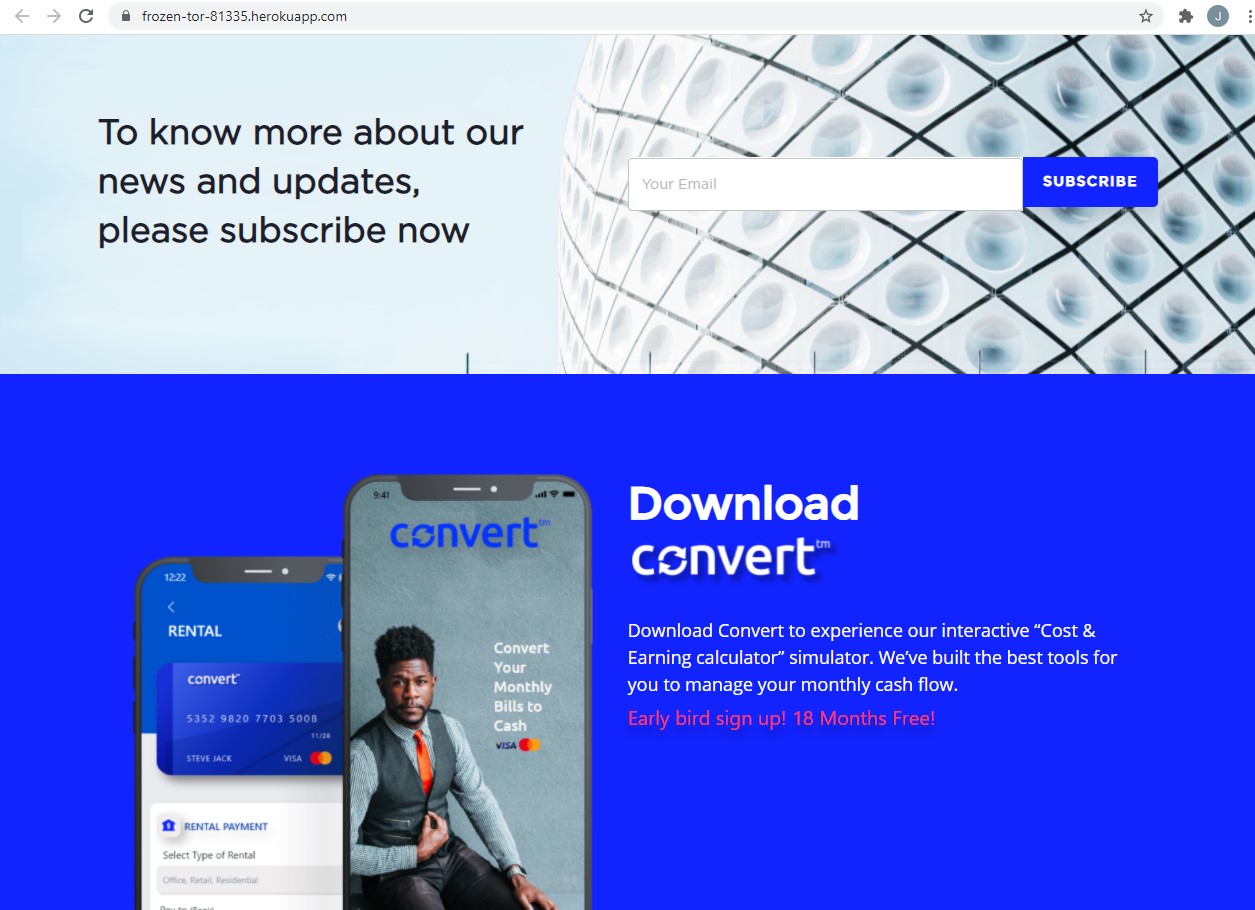 frozen-tor-81335.herokuapp.com
J
To know more about our
news and updates,
please subscribe now
Your Email
SUBSCRIBE
12:22
RENTAL
convert
5352 9820 7703 5008
11/28
STEVE JACK
VISA
RENTAL PAYMENT
Select Type of Rental
Office, Retail, Residential
Pay to (Bank)
9:41
convert™
Convert
Your
Monthly
Bills to
Cash
VISA
Download
convert™
Download Convert to experience our interactive “Cost &
Earning calculator” simulator. We’ve built the best tools for
you to manage your monthly cash flow.
Early bird sign up! 18 Months Free!